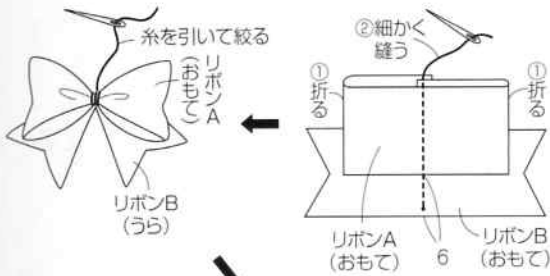 糸を引いて絞る
リボンA
(おもて)
リボンB
(うら)
②細かく
縫う
①折る
①折る
リボンA
(おもて)
6
リボンB
(おもて)